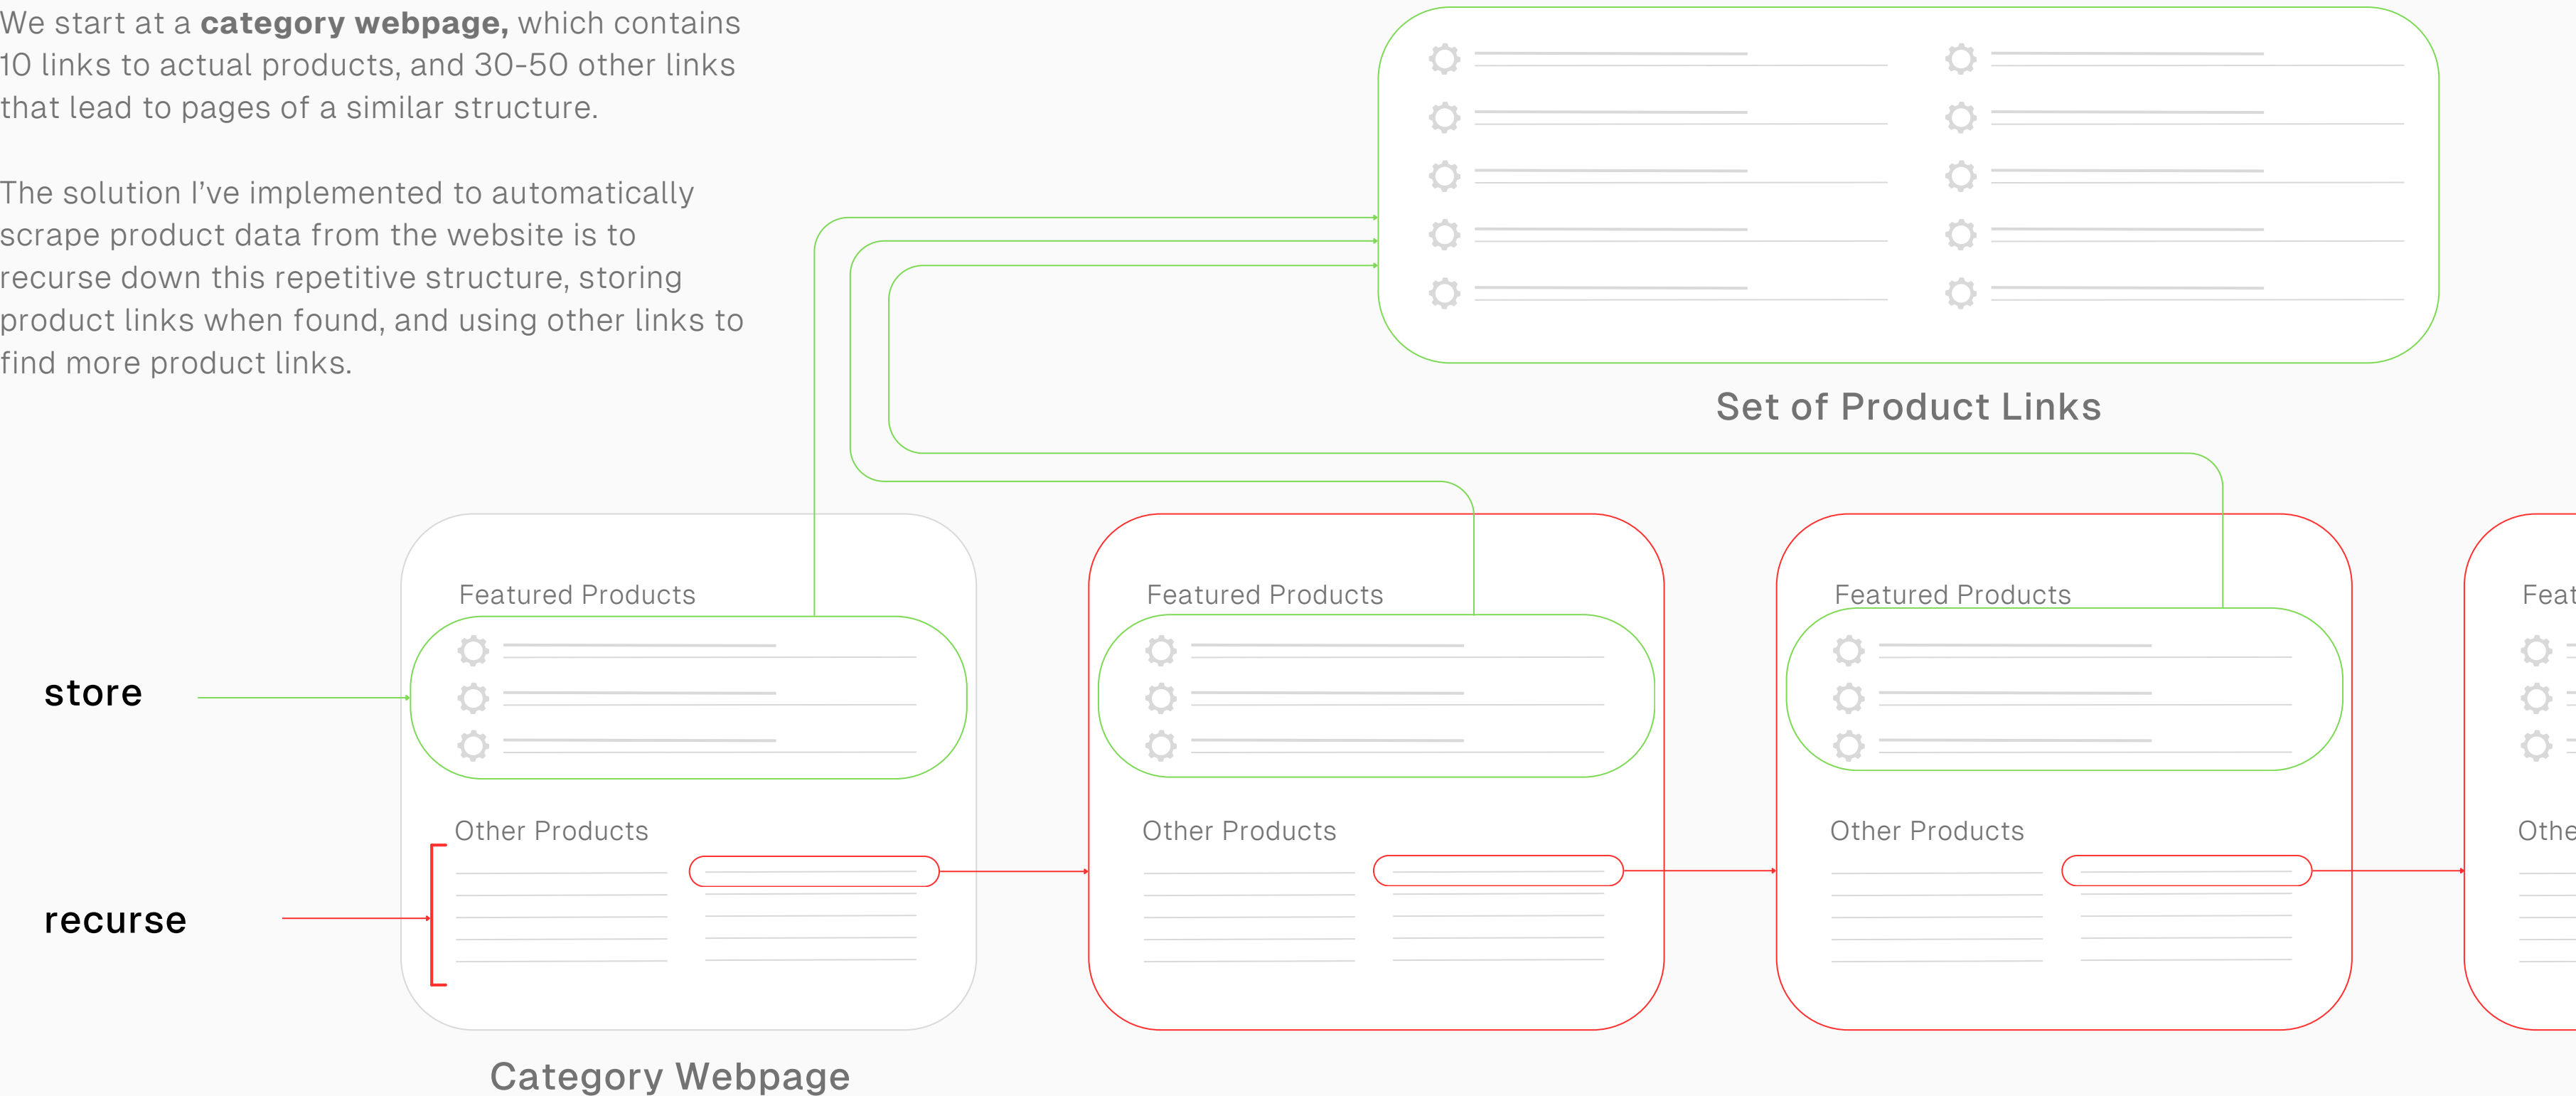 We start at a category webpage, which contains
10 links to actual products, and 30-50 other links
that lead to pages of a similar structure.
The solution I've implemented to automatically
scrape product data from the website is to
recurse down this repetitive structure, storing
product links when found, and using other links to
find more product links.
Set of Product Links
Featured Products
Featured Products
Featured Products
Feat
store
Other Products
Other Products
Other Products
Othe
recurse
Category Webpage